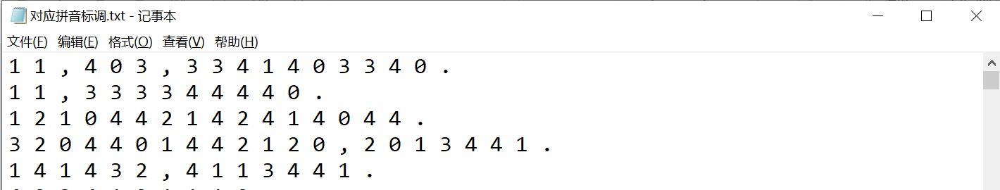 对应拼音标调.txt - 记事本
文件(F) 编辑(E) 格式(O) 查看(V) 帮助(H)
1 1 , 4 0 3 , 3 3 4 1 4 0 3 3 4 0 .
1 1 , 3 3 3 3 4 4 4 4 0 .
1 2 1 0 4 4 2 1 4 2 4 1 4 0 4 4 .
3 2 0 4 4 0 1 4 4 2 1 2 0 , 2 0 1 3 4 4 1 .
1 4 1 4 3 2 , 4 1 1 3 4 4 1 .